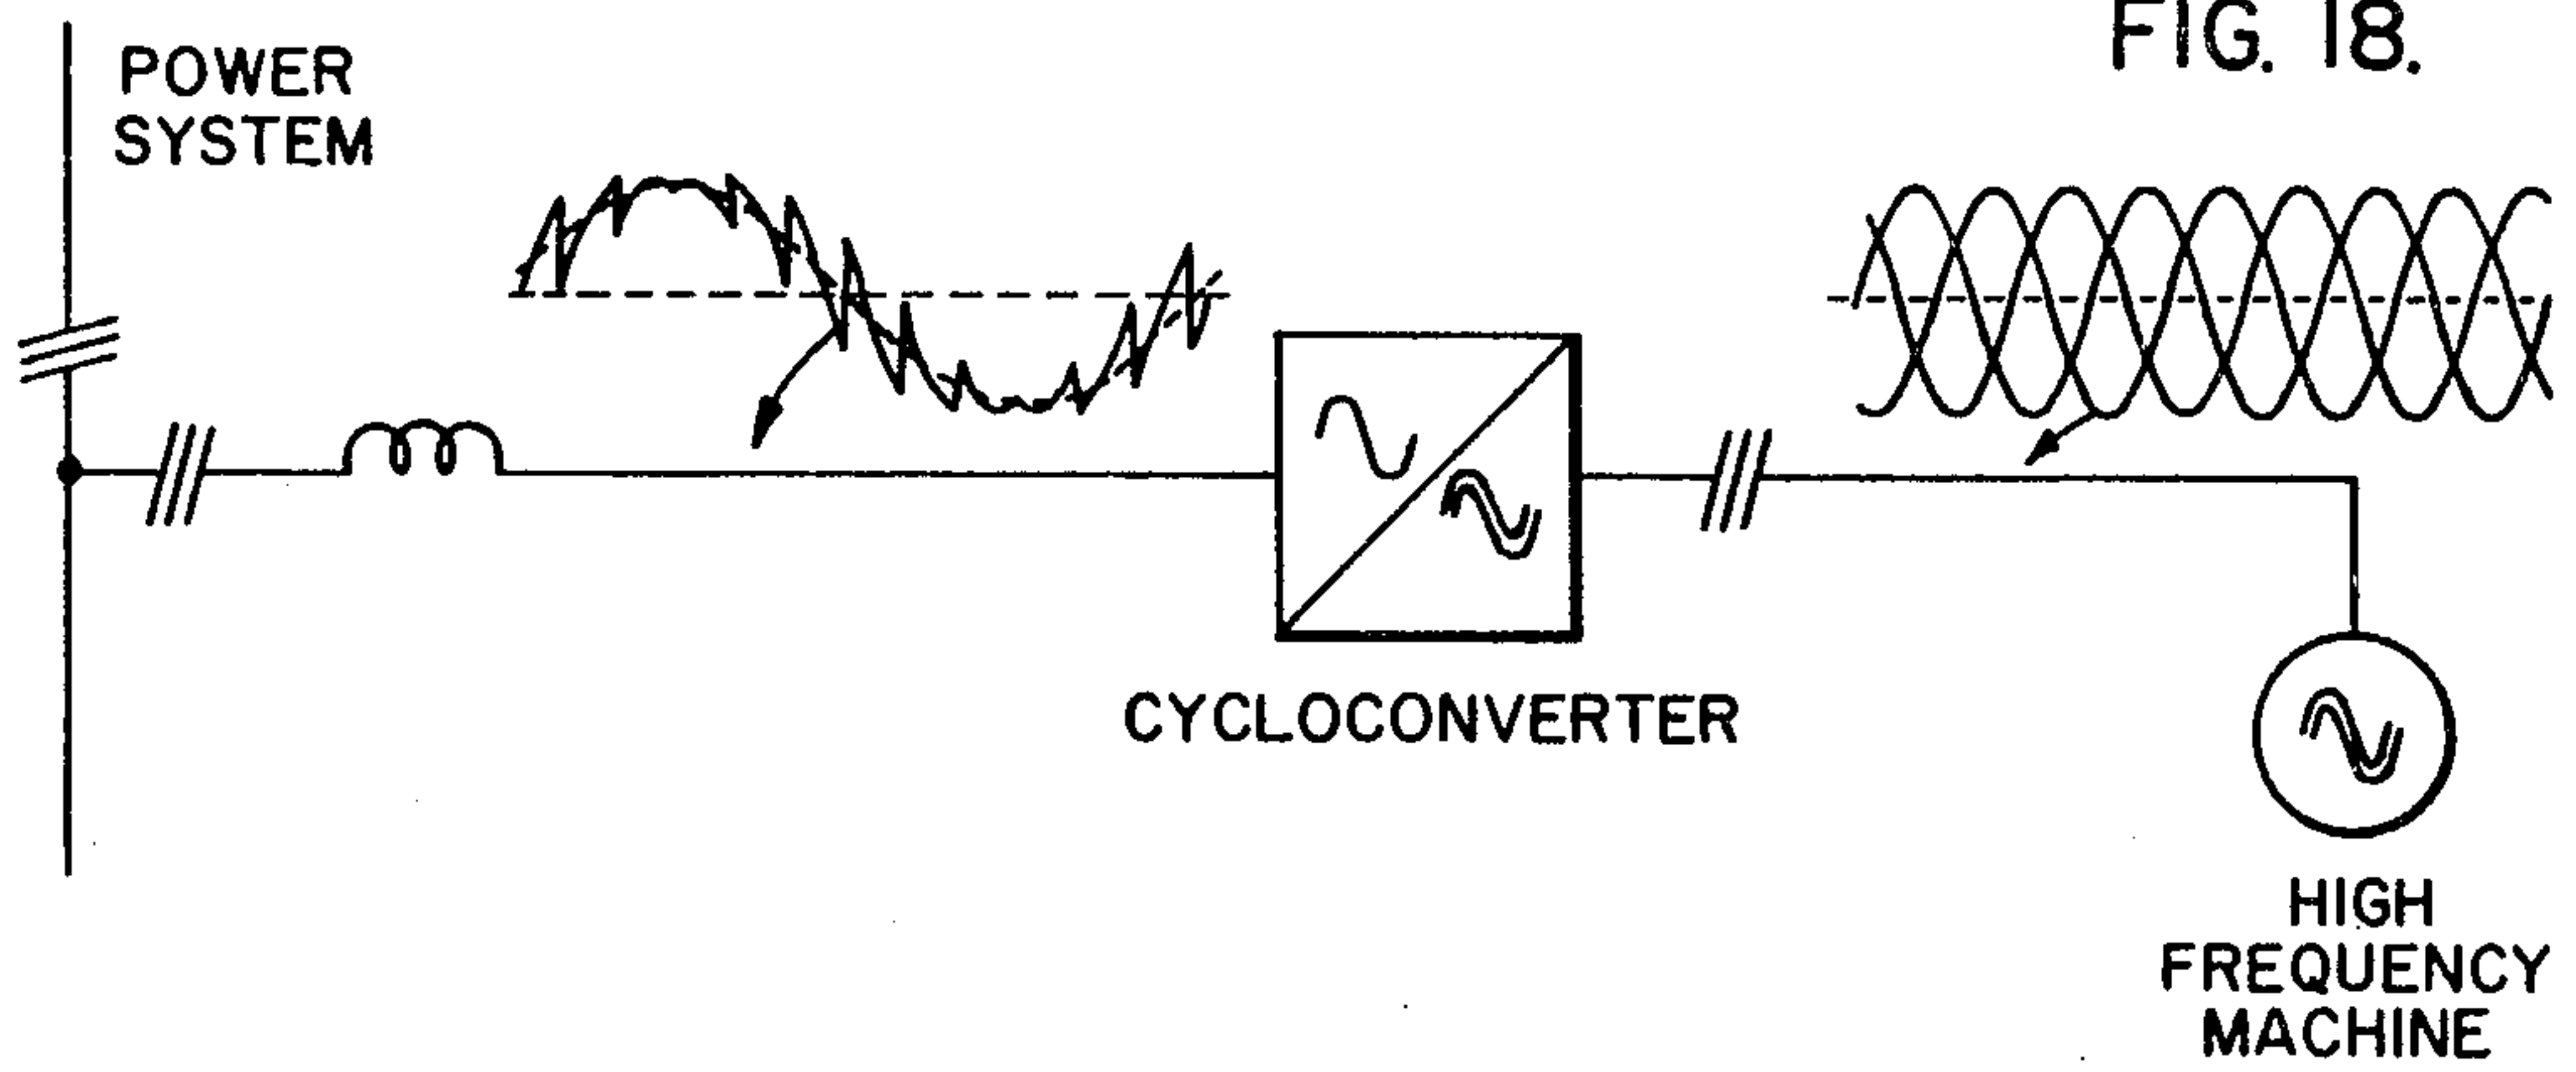 FIG. 18.
POWER
SYSTEM
CYCLOCONVERTER
HIGH
FREQUENCY
MACHINE